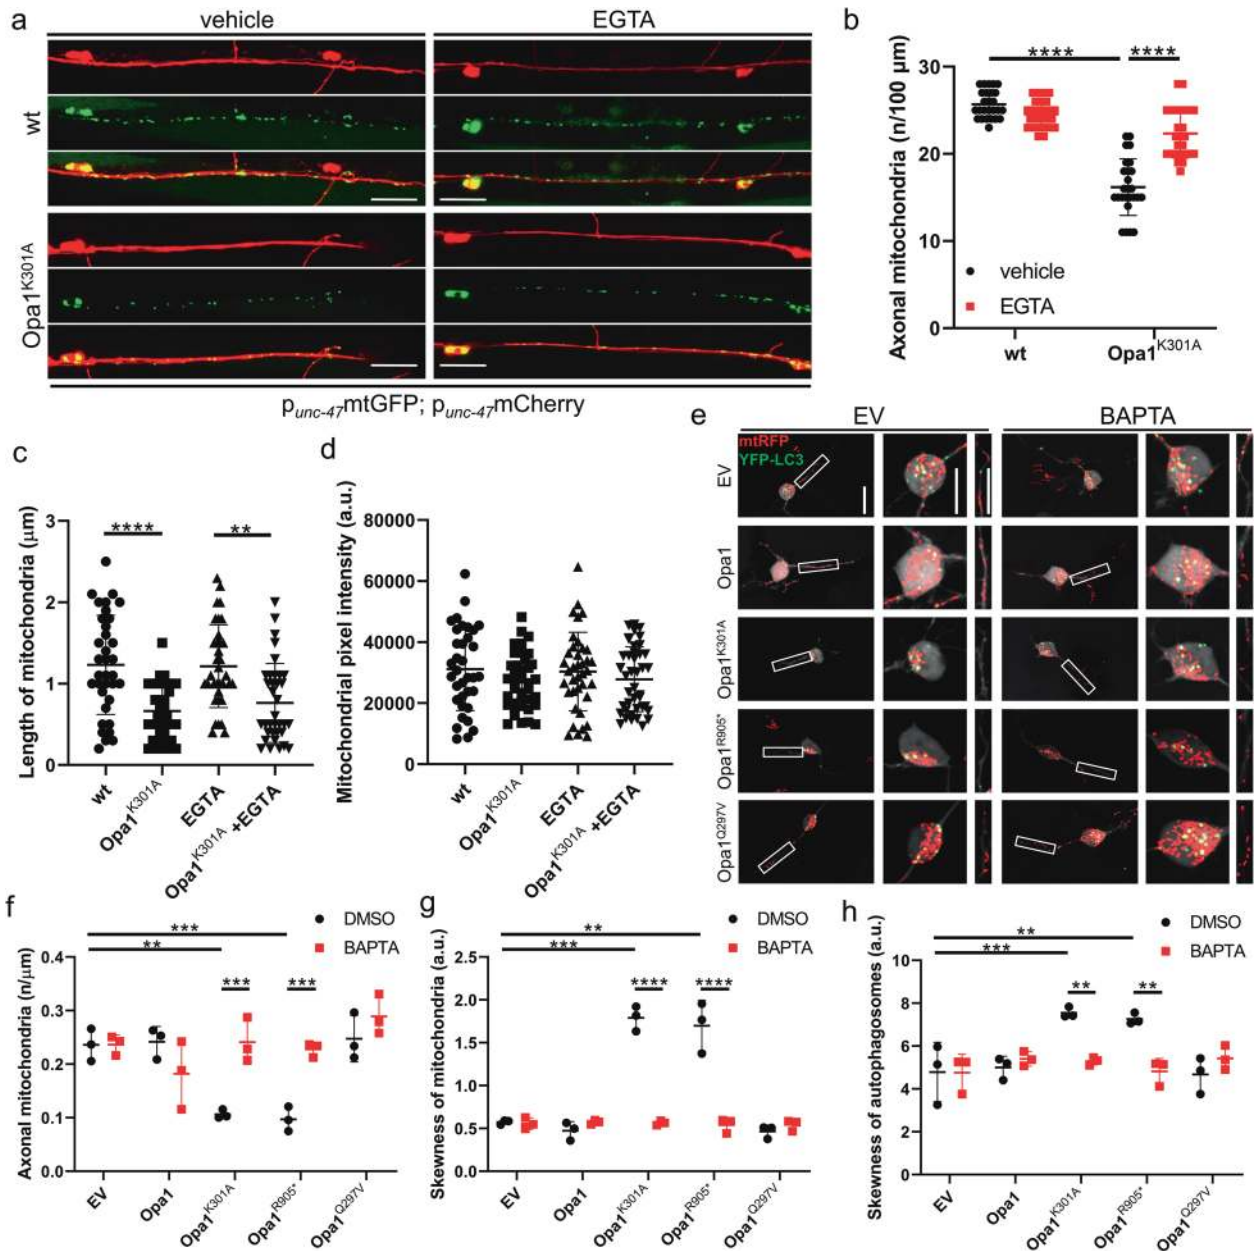 a
vehicle
EGTA
wt
Opa1K301A
punc-47mtGFP; punc-47mCherry
b
Axonal mitochondria (n/100 μm)
30
20
10
0
****
****
vehicle
EGTA
wt
Opa1K301A
c
Length of mitochondria (μm)
3
2
1
0
****
**
wt
Opa1K301A
EGTA
Opa1K301A +EGTA
d
Mitochondrial pixel intensity (a.u.)
80000
60000
40000
20000
0
wt
Opa1K301A
EGTA
Opa1K301A +EGTA
e
EV
BAPTA
mtRFP
YFP-LC3
EV
Opa1
Opa1K301A
Opa1R905*
Opa1Q297V
f
Axonal mitochondria (n/μm)
0.4
0.3
0.2
0.1
0.0
***
**
***
***
DMSO
BAPTA
EV
Opa1
Opa1K301A
Opa1R905*
Opa1Q297V
g
Skewness of mitochondria (a.u.)
2.5
2.0
1.5
1.0
0.5
0.0
**
***
****
****
DMSO
BAPTA
EV
Opa1
Opa1K301A
Opa1R905*
Opa1Q297V
h
Skewness of autophagosomes (a.u.)
10
8
6
4
2
0
**
***
**
**
DMSO
BAPTA
EV
Opa1
Opa1K301A
Opa1R905*
Opa1Q297V